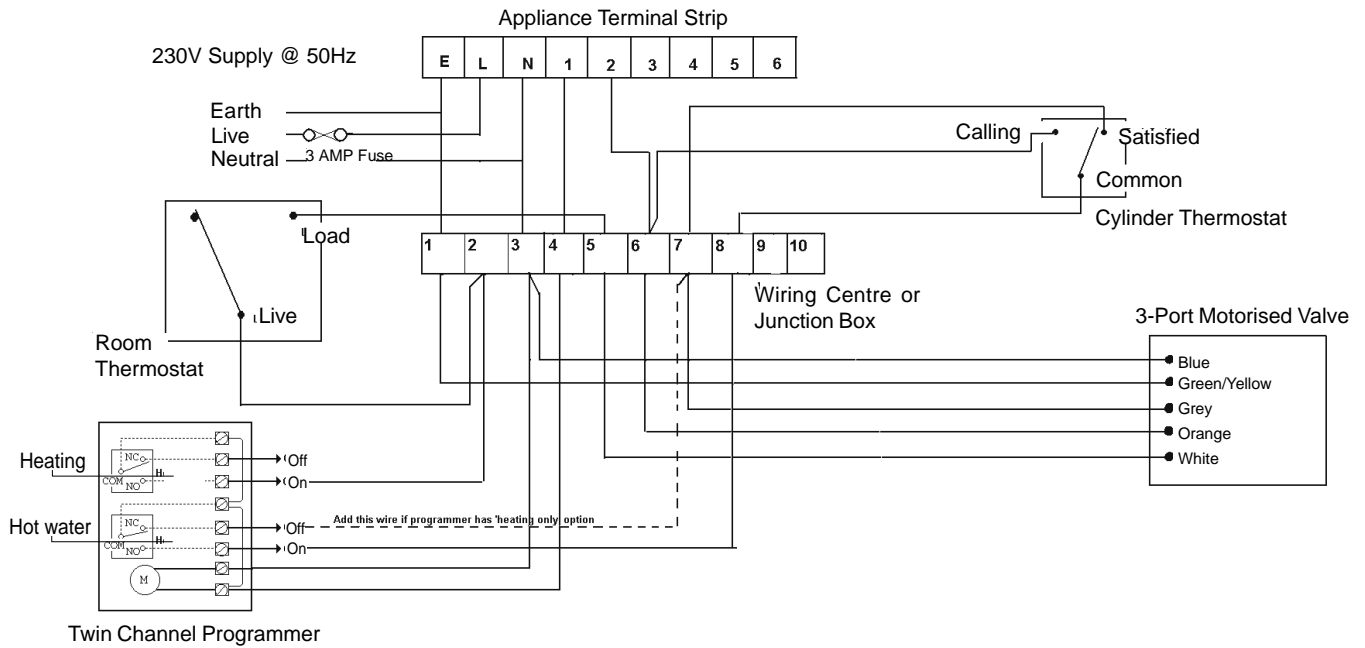 Appliance Terminal Strip
230V Supply @ 50Hz
E L N 1 2 3 4 5 6
Earth
Live
Neutral
3 AMP Fuse
Calling
Satisfied
Common
Cylinder Thermostat
Load
Live
Room
Thermostat
1 2 3 4 5 6 7 8 9 10
Wiring Centre or
Junction Box
3-Port Motorised Valve
Blue
Green/Yellow
Grey
Orange
White
Heating
NC
COM
NO
H
Off
On
Hot water
NC
COM
NO
H
Off
On
Add this wire if programmer has 'heating only' option
M
Twin Channel Programmer